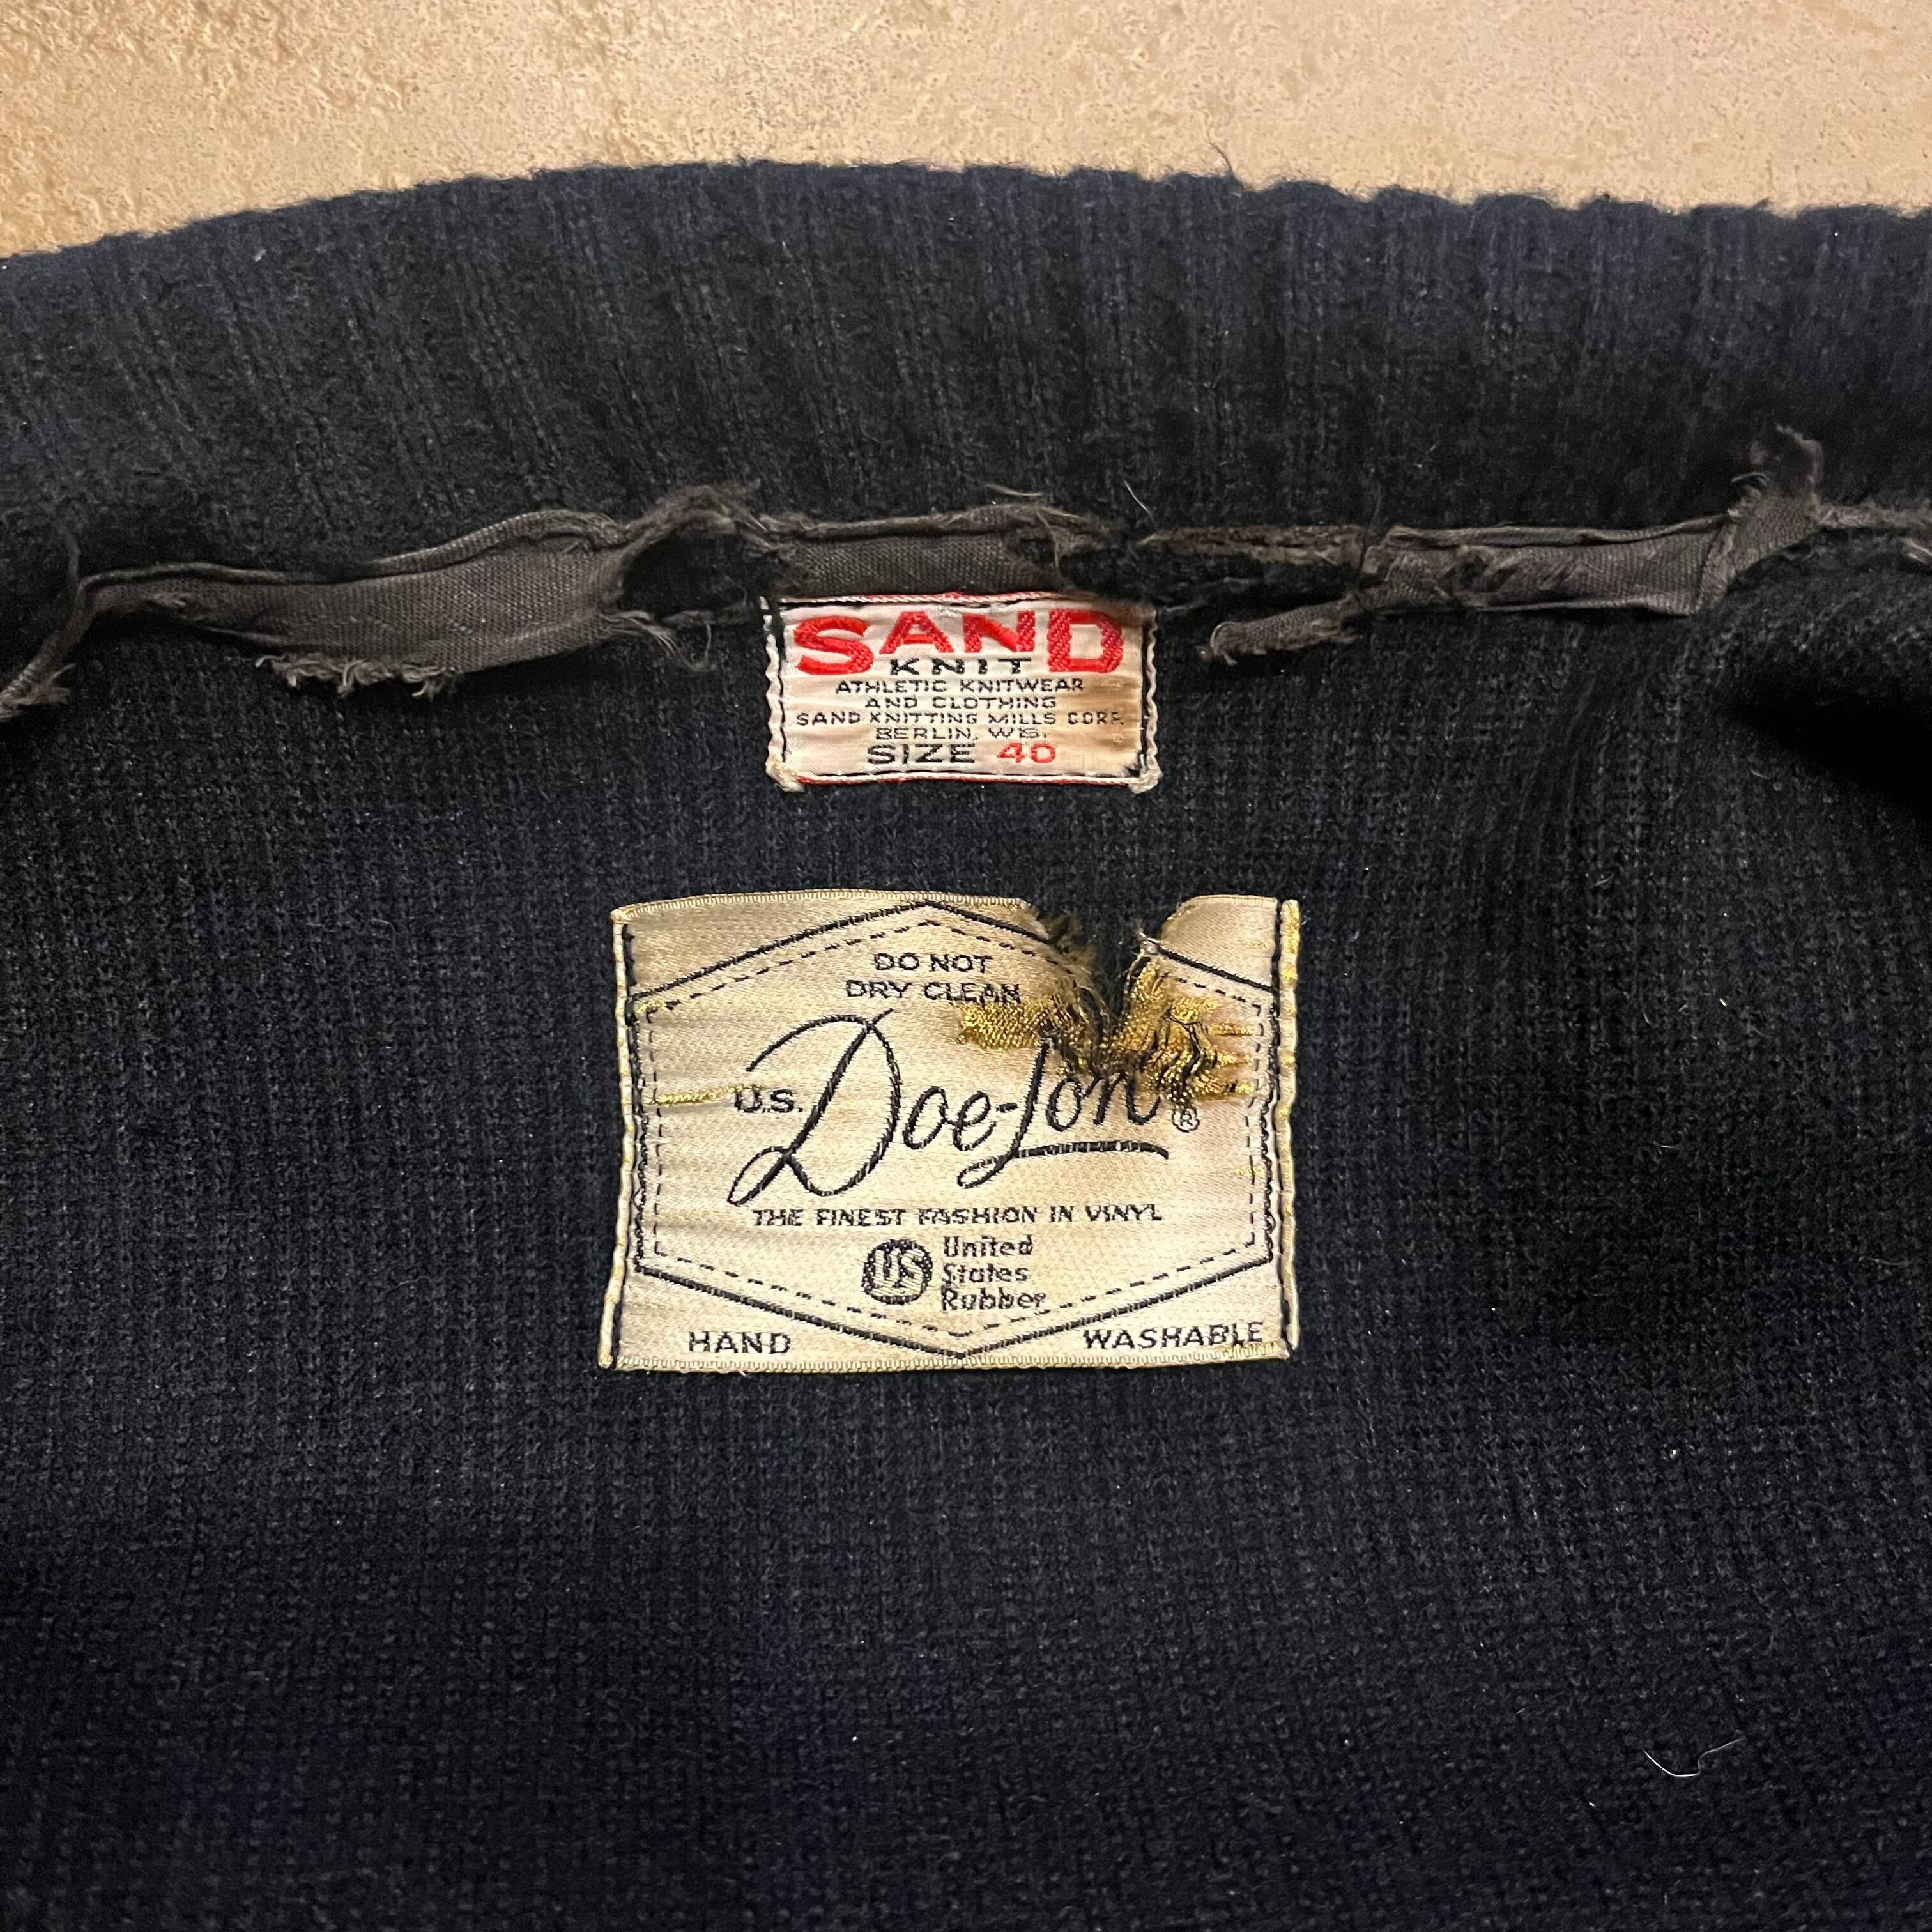 SAND
KNIT
ATHLETIC KNITWEAR
AND CLOTHING
SAND KNITTING MILLS CORP.
BERLIN, WIS.
SIZE 40
DO NOT
DRY CLEAN
U.S. Doe-Lon ®
THE FINEST FASHION IN VINYL
US United
States
Rubber
HAND WASHABLE